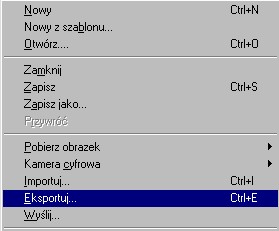 Nowy Ctrl+N
Nowy z szablonu...
Otwórz.... Ctrl+O
Zamknij
Zapisz Ctrl+S
Zapisz jako...
Przywróć
Pobierz obrazek
Kamera cyfrowa
Importuj... Ctrl+I
Eksportuj... Ctrl+E
Wyślij...